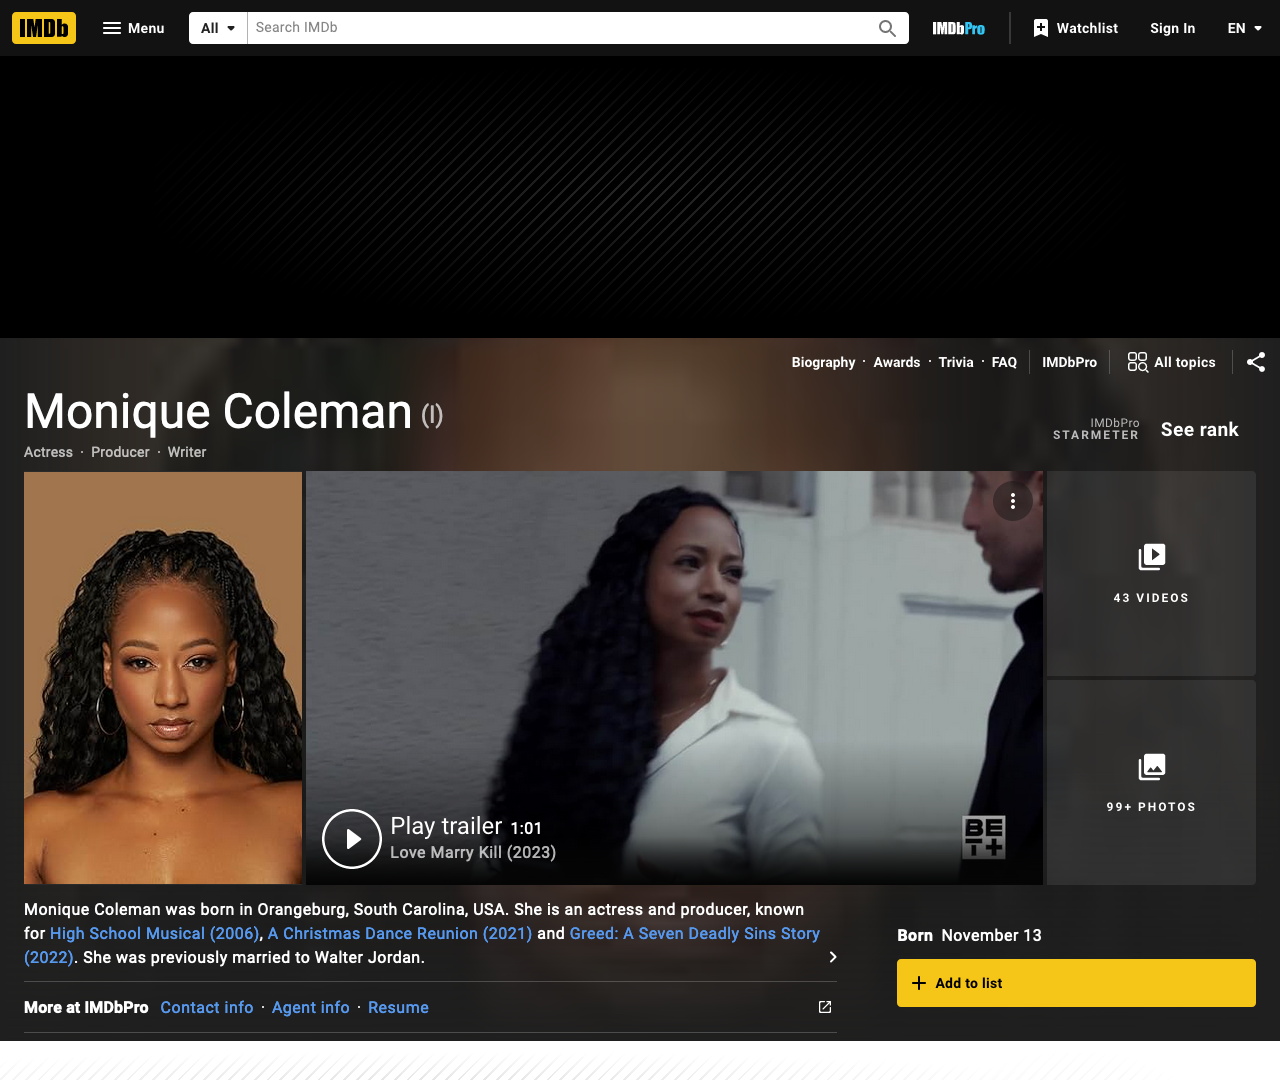 IMDb
Menu
All
Search IMDb
IMDbPro
Watchlist
Sign In
EN
Biography · Awards · Trivia · FAQ
IMDbPro
All topics
Monique Coleman (I)
Actress · Producer · Writer
IMDbPro
STARMETER
See rank
43 VIDEOS
99+ PHOTOS
Play trailer 1:01
Love Marry Kill (2023)
BET+
Monique Coleman was born in Orangeburg, South Carolina, USA. She is an actress and producer, known
for High School Musical (2006), A Christmas Dance Reunion (2021) and Greed: A Seven Deadly Sins Story
(2022). She was previously married to Walter Jordan.
Born November 13
Add to list
More at IMDbPro Contact info · Agent info · Resume